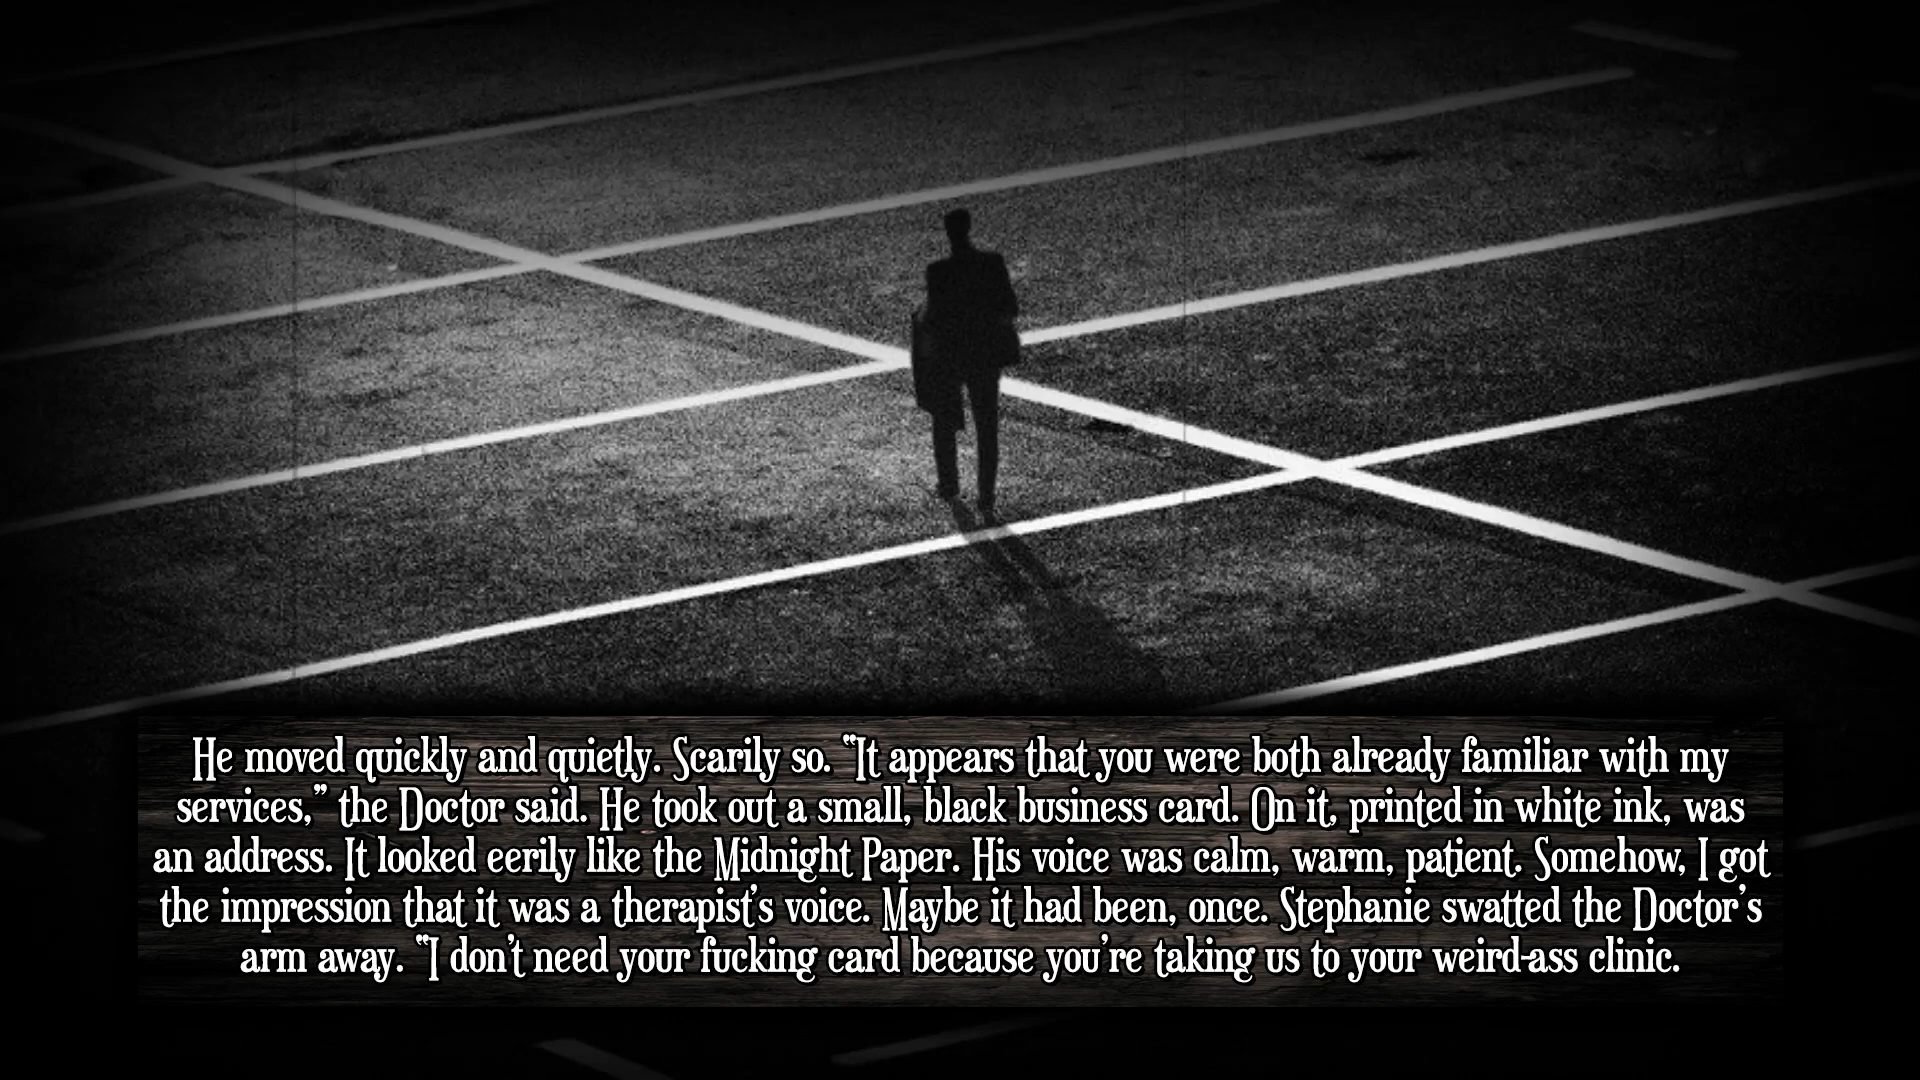 He moved quickly and quietly. Scarily so. “It appears that you were both already familiar with my
services,” the Doctor said. He took out a small, black business card. On it, printed in white ink, was
an address. It looked eerily like the Midnight Paper. His voice was calm, warm, patient. Somehow, I got
the impression that it was a therapist’s voice. Maybe it had been, once. Stephanie swatted the Doctor’s
arm away. “I don’t need your fucking card because you’re taking us to your weird-ass clinic.